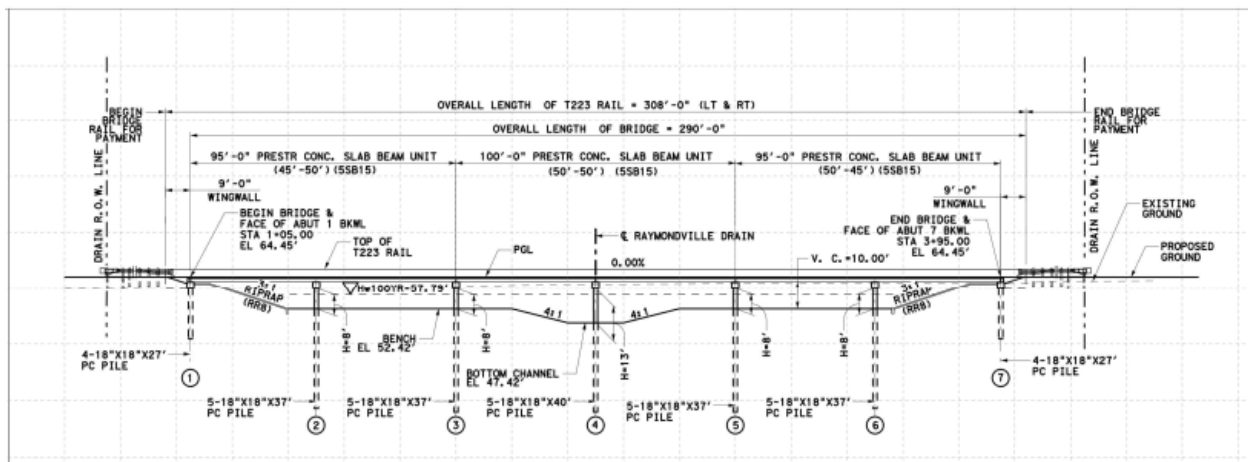 BEGIN
BRIDGE
RAIL FOR
PAYMENT
OVERALL LENGTH OF T223 RAIL = 308'-0" (LT & RT)
END BRIDGE
RAIL FOR
PAYMENT
OVERALL LENGTH OF BRIDGE = 290'-0"
DRAIN R.O.W. LINE
95'-0" PRESTR CONC. SLAB BEAM UNIT
(45'-50') (5SB15)
100'-0" PRESTR CONC. SLAB BEAM UNIT
(50'-50') (5SB15)
95'-0" PRESTR CONC. SLAB BEAM UNIT
(50'-45') (5SB15)
DRAIN R.O.W. LINE
9'-0"
WINGWALL
9'-0"
WINGWALL
BEGIN BRIDGE &
FACE OF ABUT 1 BKWL
STA 1+05.00
EL 64.45'
TOP OF
T223 RAIL
PGL
℄ RAYMONDVILLE DRAIN
0.00%
V. C.=10.00'
END BRIDGE &
FACE OF ABUT 7 BKWL
STA 3+95.00
EL 64.45'
EXISTING
GROUND
PROPOSED
GROUND
3:1
RIPRAP
(RR8)
Hw100YR-57.79'
3:1
RIPRAP
(RR8)
H=8'
BENCH
EL 52.42'
H=8'
4:1
4:1
H=13'
H=8'
H=8'
BOTTOM CHANNEL
EL 47.42'
4-18"X18"X27'
PC PILE
4-18"X18"X27'
PC PILE
1
7
5-18"X18"X37'
PC PILE
5-18"X18"X37'
PC PILE
5-18"X18"X40'
PC PILE
5-18"X18"X37'
PC PILE
5-18"X18"X37'
PC PILE
2
3
4
5
6